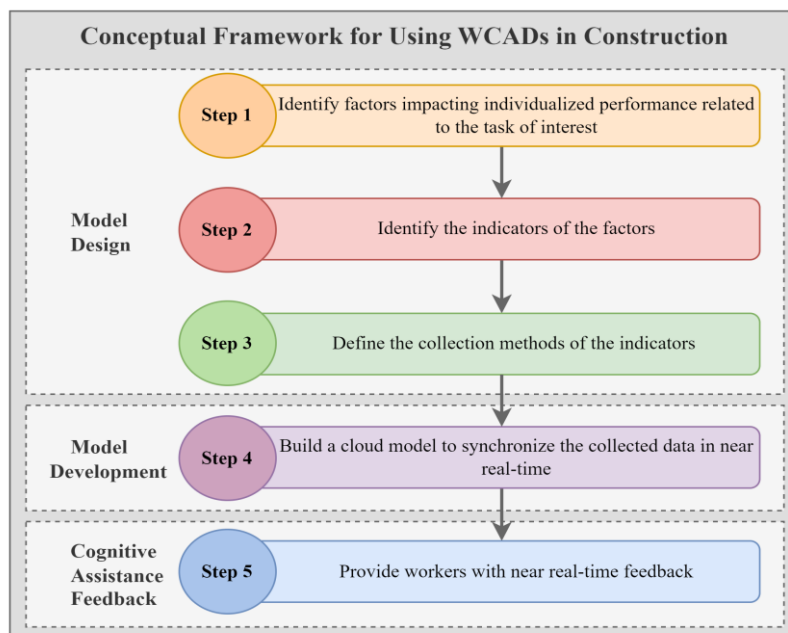 Conceptual Framework for Using WCADs in Construction
Step 1
Identify factors impacting individualized performance related
to the task of interest
Model
Design
Step 2
Identify the indicators of the factors
Step 3
Define the collection methods of the indicators
Model
Development
Step 4
Build a cloud model to synchronize the collected data in near
real-time
Cognitive
Assistance
Feedback
Step 5
Provide workers with near real-time feedback